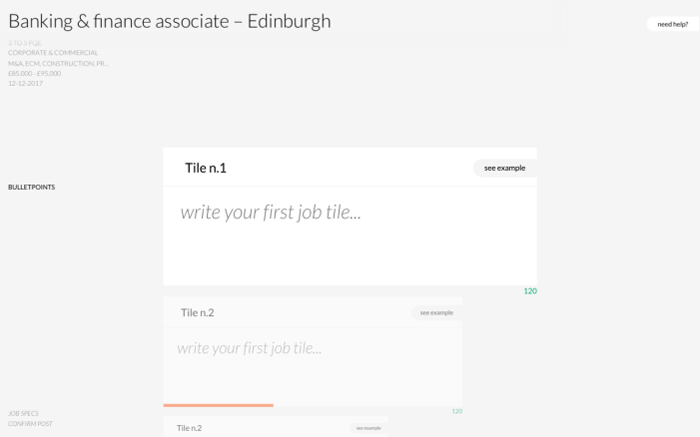 Banking & finance associate – Edinburgh
need help?
3 TO 5 PQE
CORPORATE & COMMERCIAL
M&A, ECM, CONSTRUCTION, PR...
£85.000 - £95.000
12-12-2017
Tile n.1
see example
BULLETPOINTS
write your first job tile...
120
Tile n.2
see example
write your first job tile...
120
JOB SPECS
CONFIRM POST
Tile n.2
see example